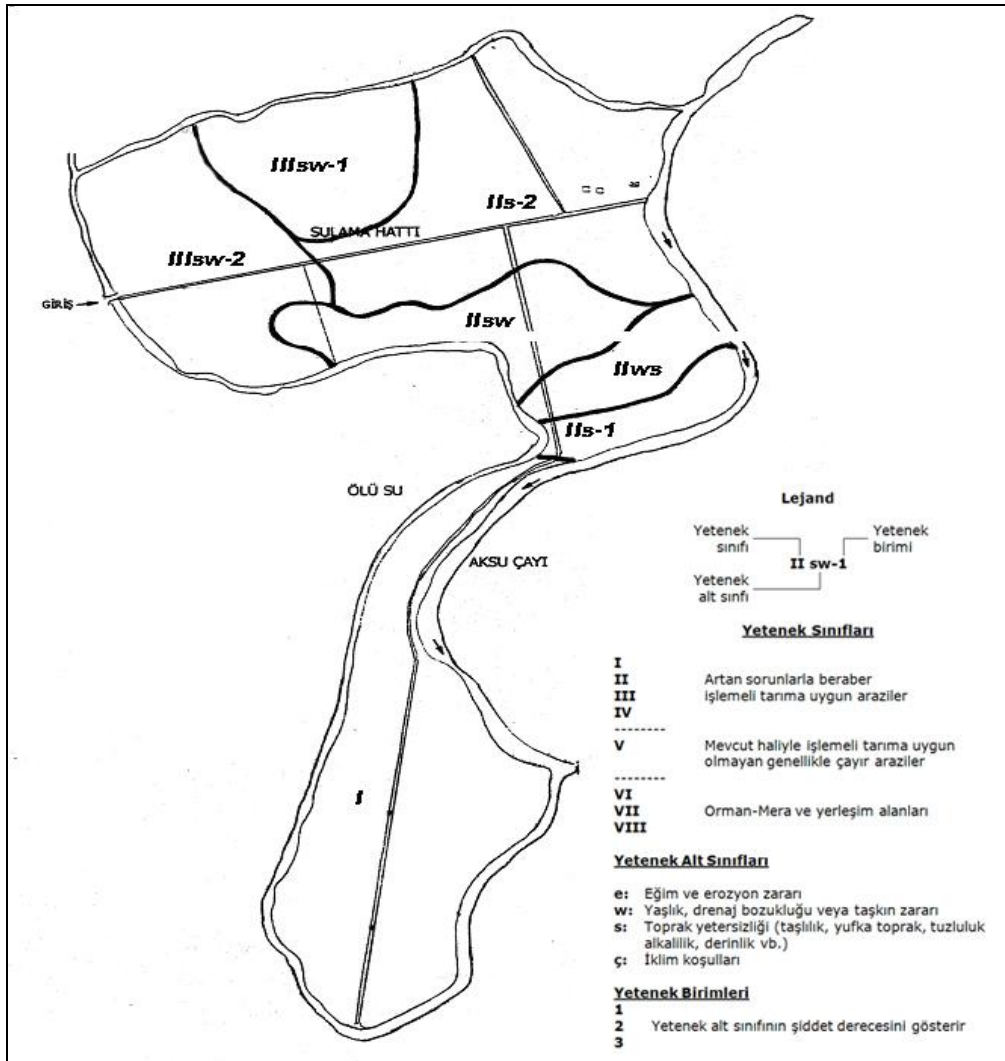 IIIsw-1
IIs-2
SULAMA HATTI
IIIsw-2
GİRİŞ
IIsw
IIws
IIs-1
ÖLÜ SU
AKSU ÇAYI
I
Lejand
Yetenek
sınıfı
Yetenek
birimi
II sw-1
Yetenek
alt sınfı
Yetenek Sınıfları
I
II Artan sorunlarla beraber
III işlemeli tarıma uygun araziler
IV
--------
V Mevcut haliyle işlemeli tarıma uygun
olmayan genellikle çayır araziler
--------
VI
VII Orman-Mera ve yerleşim alanları
VIII
Yetenek Alt Sınıfları
e: Eğim ve erozyon zararı
w: Yaşlık, drenaj bozukluğu veya taşkın zararı
s: Toprak yetersizliği (taşlılık, yufka toprak, tuzluluk
alkalilik, derinlik vb.)
ç: İklim koşulları
Yetenek Birimleri
1
2 Yetenek alt sınıfının şiddet derecesini gösterir
3